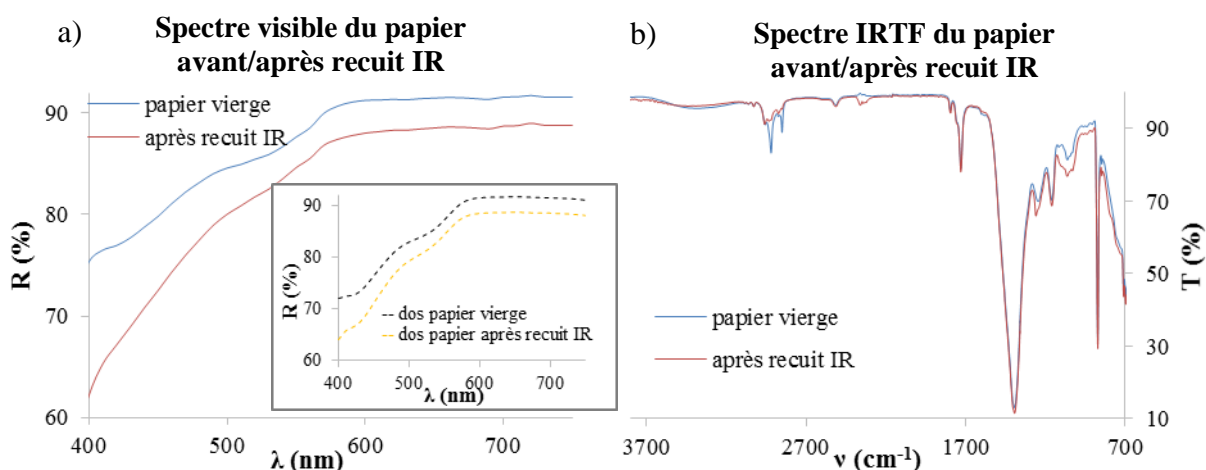 a)
Spectre visible du papier
avant/après recuit IR
R (%)
90
80
70
60
400
500
600
700
λ (nm)
papier vierge
après recuit IR
R (%)
90
80
70
60
400
500
600
700
λ (nm)
dos papier vierge
dos papier après recuit IR
b)
Spectre IRTF du papier
avant/après recuit IR
papier vierge
après recuit IR
3700
2700
1700
700
ν (cm-1)
90
70
50
30
10
T (%)